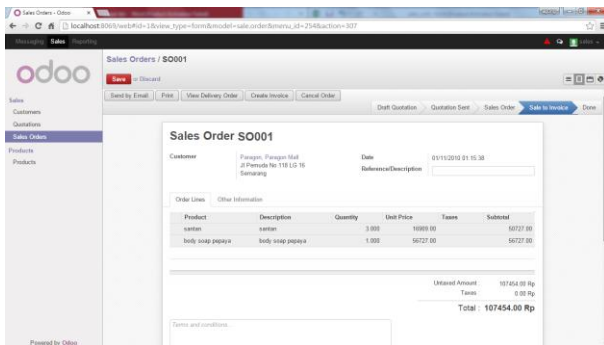 Sales Orders - Odoo
localhost:8069/web#id=1&view_type=form&model=sale.order&menu_id=254&action=307
Messaging Sales Reporting
odoo
Sales Orders / SO001
Save or Discard
Send by Email Print View Delivery Order Create Invoice Cancel Order
Draft Quotation Quotation Sent Sales Order Sale to Invoice Done
Sales
Customers
Quotations
Sales Orders
Products
Products
Sales Order SO001
Customer Paragon, Paragon Mall Date 01/11/2010 01:15:38
Jl Pemuda No 118 LG 16 Reference/Description
Semarang
Order Lines Other Information
Product Description Quantity Unit Price Taxes Subtotal
santan santan 3.000 16909.00 50727.00
body soap pepaya body soap pepaya 1.000 56727.00 56727.00
Untaxed Amount : 107454.00 Rp
Taxes : 0.00 Rp
Total : 107454.00 Rp
Terms and conditions...
Powered by Odoo